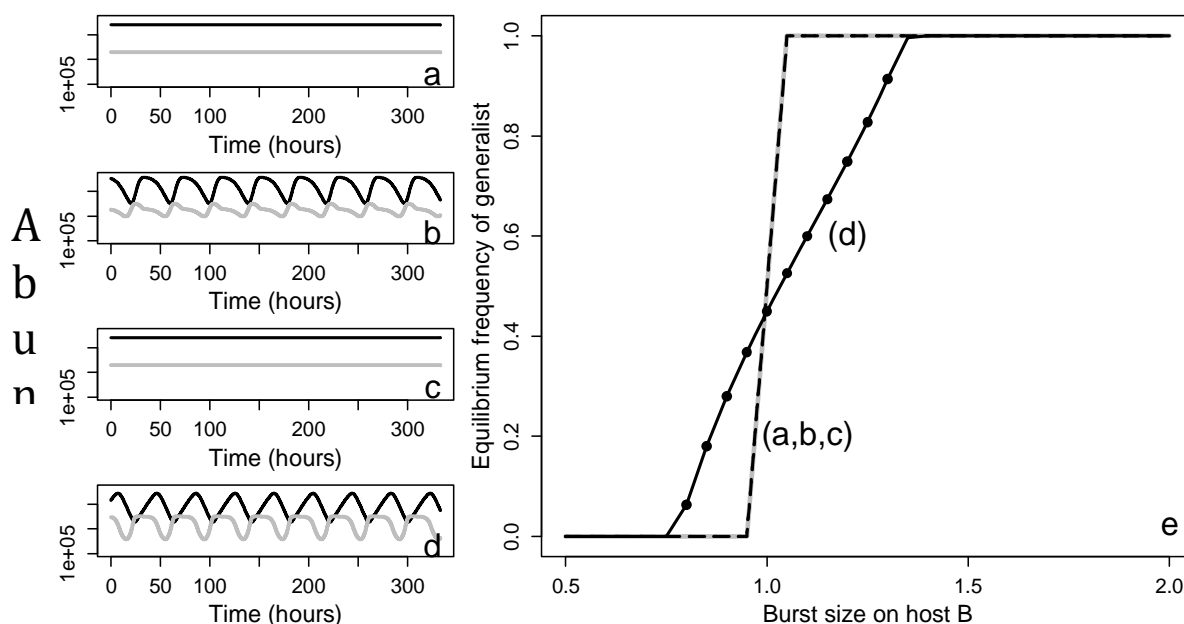 A
b
u
n
1e+05
a
0 50 100 200 300
Time (hours)
1e+05
b
0 50 100 200 300
Time (hours)
1e+05
c
0 50 100 200 300
Time (hours)
1e+05
d
0 50 100 200 300
Time (hours)
Equilibrium frequency of generalist
1.0
0.8
0.6
0.4
0.2
0.0
(d)
(a,b,c)
e
0.5 1.0 1.5 2.0
Burst size on host B